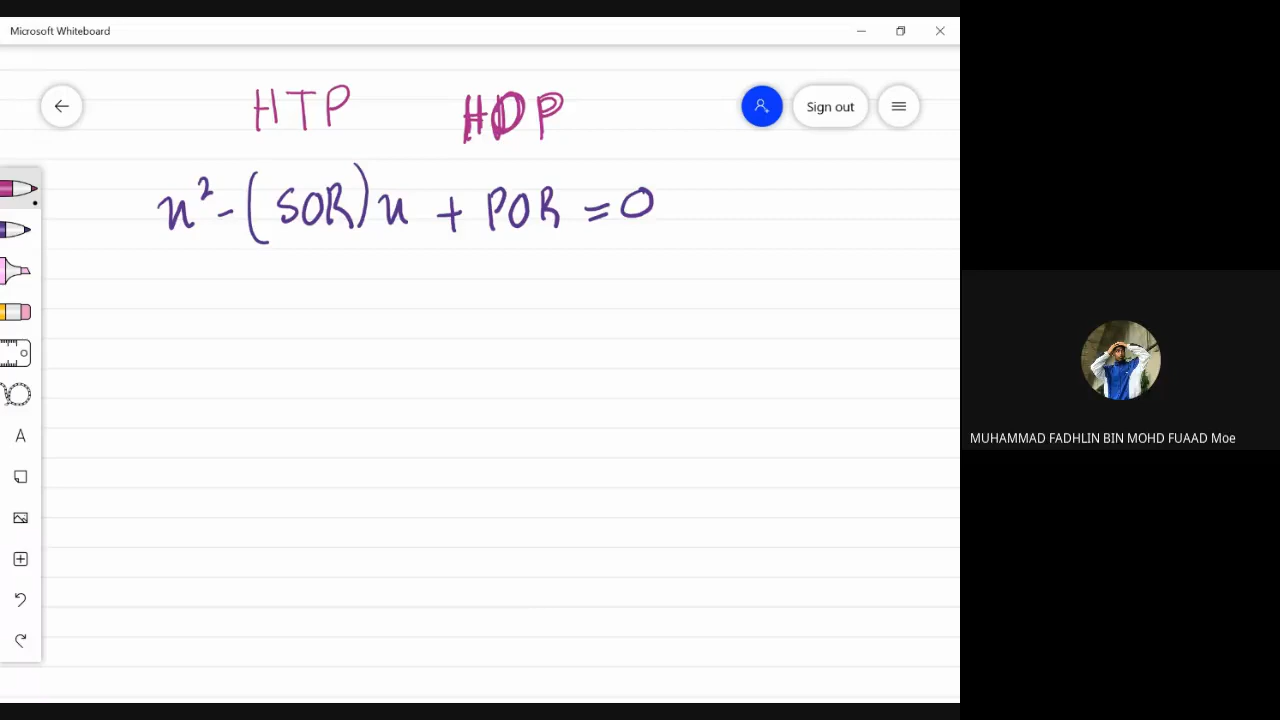 Microsoft Whiteboard
HTP HDP
Sign out
x² - (SOR)x + POR = 0
A
MUHAMMAD FADHLIN BIN MOHD FUAAD Moe